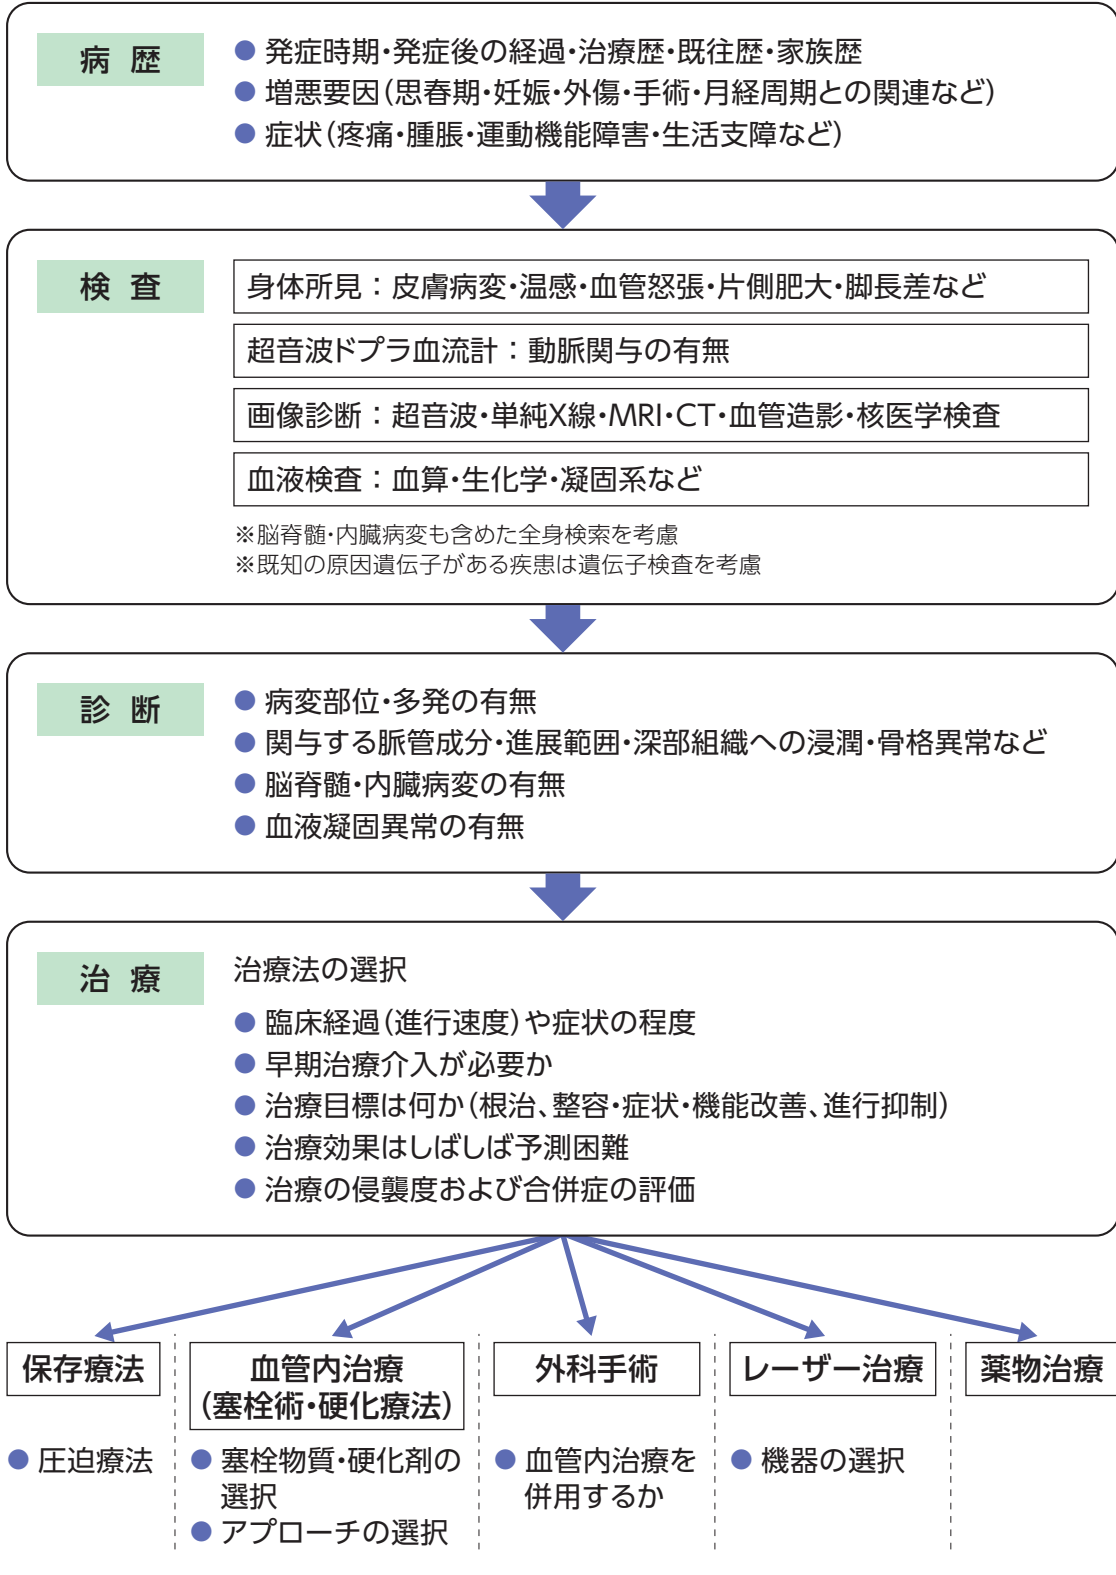 病歴
● 発症時期・発症後の経過・治療歴・既往歴・家族歴
● 増悪要因（思春期・妊娠・外傷・手術・月経周期との関連など）
● 症状（疼痛・腫脹・運動機能障害・生活支障など）
検査
身体所見：皮膚病変・温感・血管怒張・片側肥大・脚長差など
超音波ドプラ血流計：動脈関与の有無
画像診断：超音波・単純X線・MRI・CT・血管造影・核医学検査
血液検査：血算・生化学・凝固系など
※脳脊髄・内臓病変も含めた全身検索を考慮
※既知の原因遺伝子がある疾患は遺伝子検査を考慮
診断
● 病変部位・多発の有無
● 関与する脈管成分・進展範囲・深部組織への浸潤・骨格異常など
● 脳脊髄・内臓病変の有無
● 血液凝固異常の有無
治療
治療法の選択
● 臨床経過（進行速度）や症状の程度
● 早期治療介入が必要か
● 治療目標は何か（根治、整容・症状・機能改善、進行抑制）
● 治療効果はしばしば予測困難
● 治療の侵襲度および合併症の評価
保存療法
● 圧迫療法
血管内治療
（塞栓術・硬化療法）
● 塞栓物質・硬化剤の
選択
● アプローチの選択
外科手術
● 血管内治療を
併用するか
レーザー治療
● 機器の選択
薬物治療